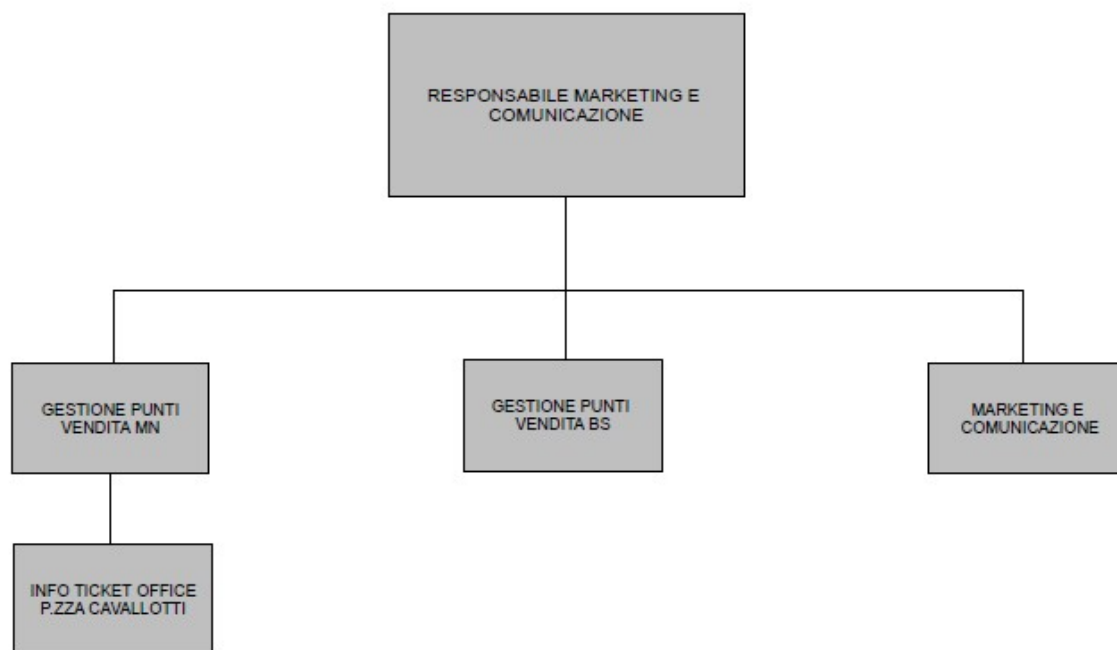 RESPONSABILE MARKETING E
COMUNICAZIONE
GESTIONE PUNTI
VENDITA MN
GESTIONE PUNTI
VENDITA BS
MARKETING E
COMUNICAZIONE
INFO TICKET OFFICE
P.ZZA CAVALLOTTI